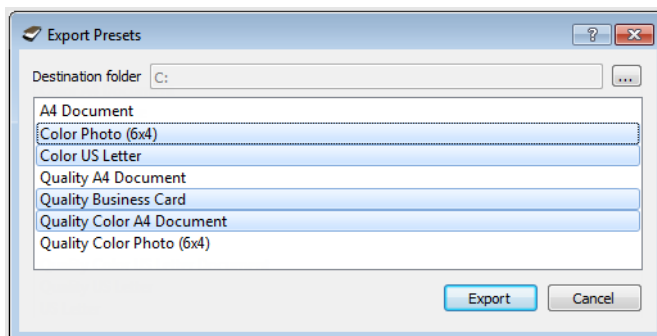 Export Presets
?
Destination folder C:
...
A4 Document
Color Photo (6x4)
Color US Letter
Quality A4 Document
Quality Business Card
Quality Color A4 Document
Quality Color Photo (6x4)
Export Cancel